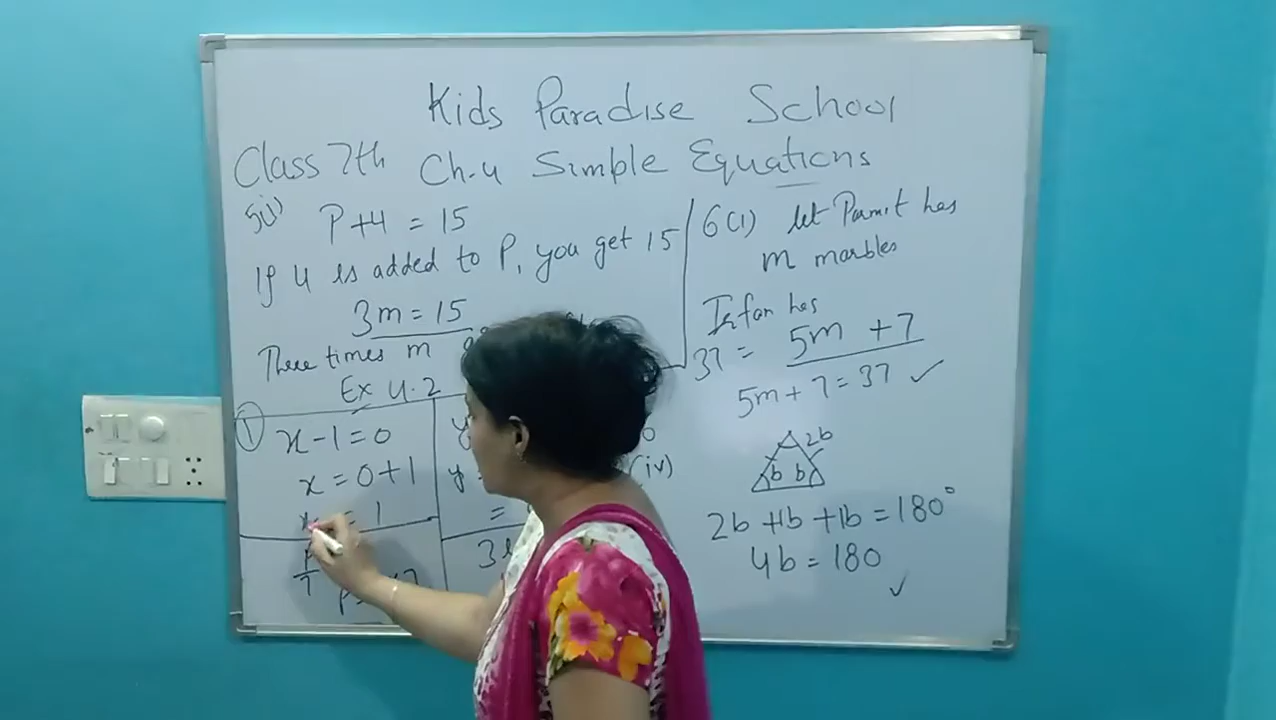 Kids Paradise School
Class 7th Ch.4 Simple Equations
5(i) P+4 = 15
If 4 is added to P, you get 15
3m = 15
Three times m
Ex 4.2
① x-1=0
x = 0+1
= 1
y
y
(iv)
=
3
6(1) let Parmit has
m marbles
Irfan has
37 = 5m +7
5m+7=37 ✓
2b
b b
2b +1b +1b = 180°
4b = 180
✓